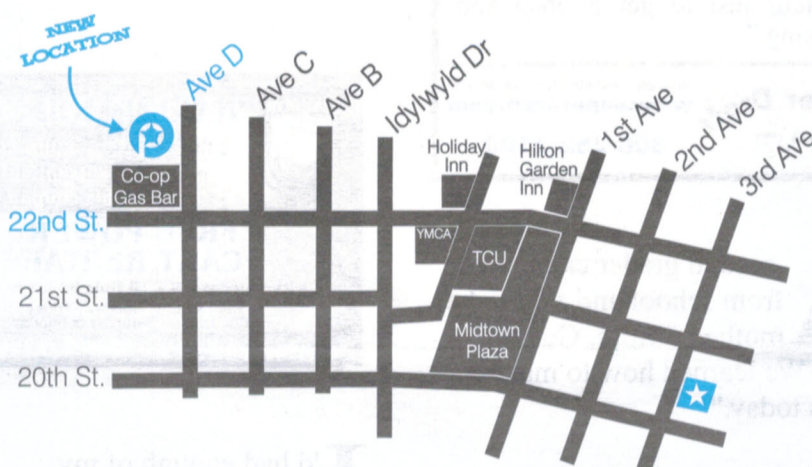 NEW
LOCATION
Ave D
Ave C
Ave B
Idylwyld Dr
1st Ave
2nd Ave
3rd Ave
Holiday
Inn
Hilton
Garden
Inn
P
Co-op
Gas Bar
22nd St.
YMCA
TCU
21st St.
Midtown
Plaza
20th St.
today."